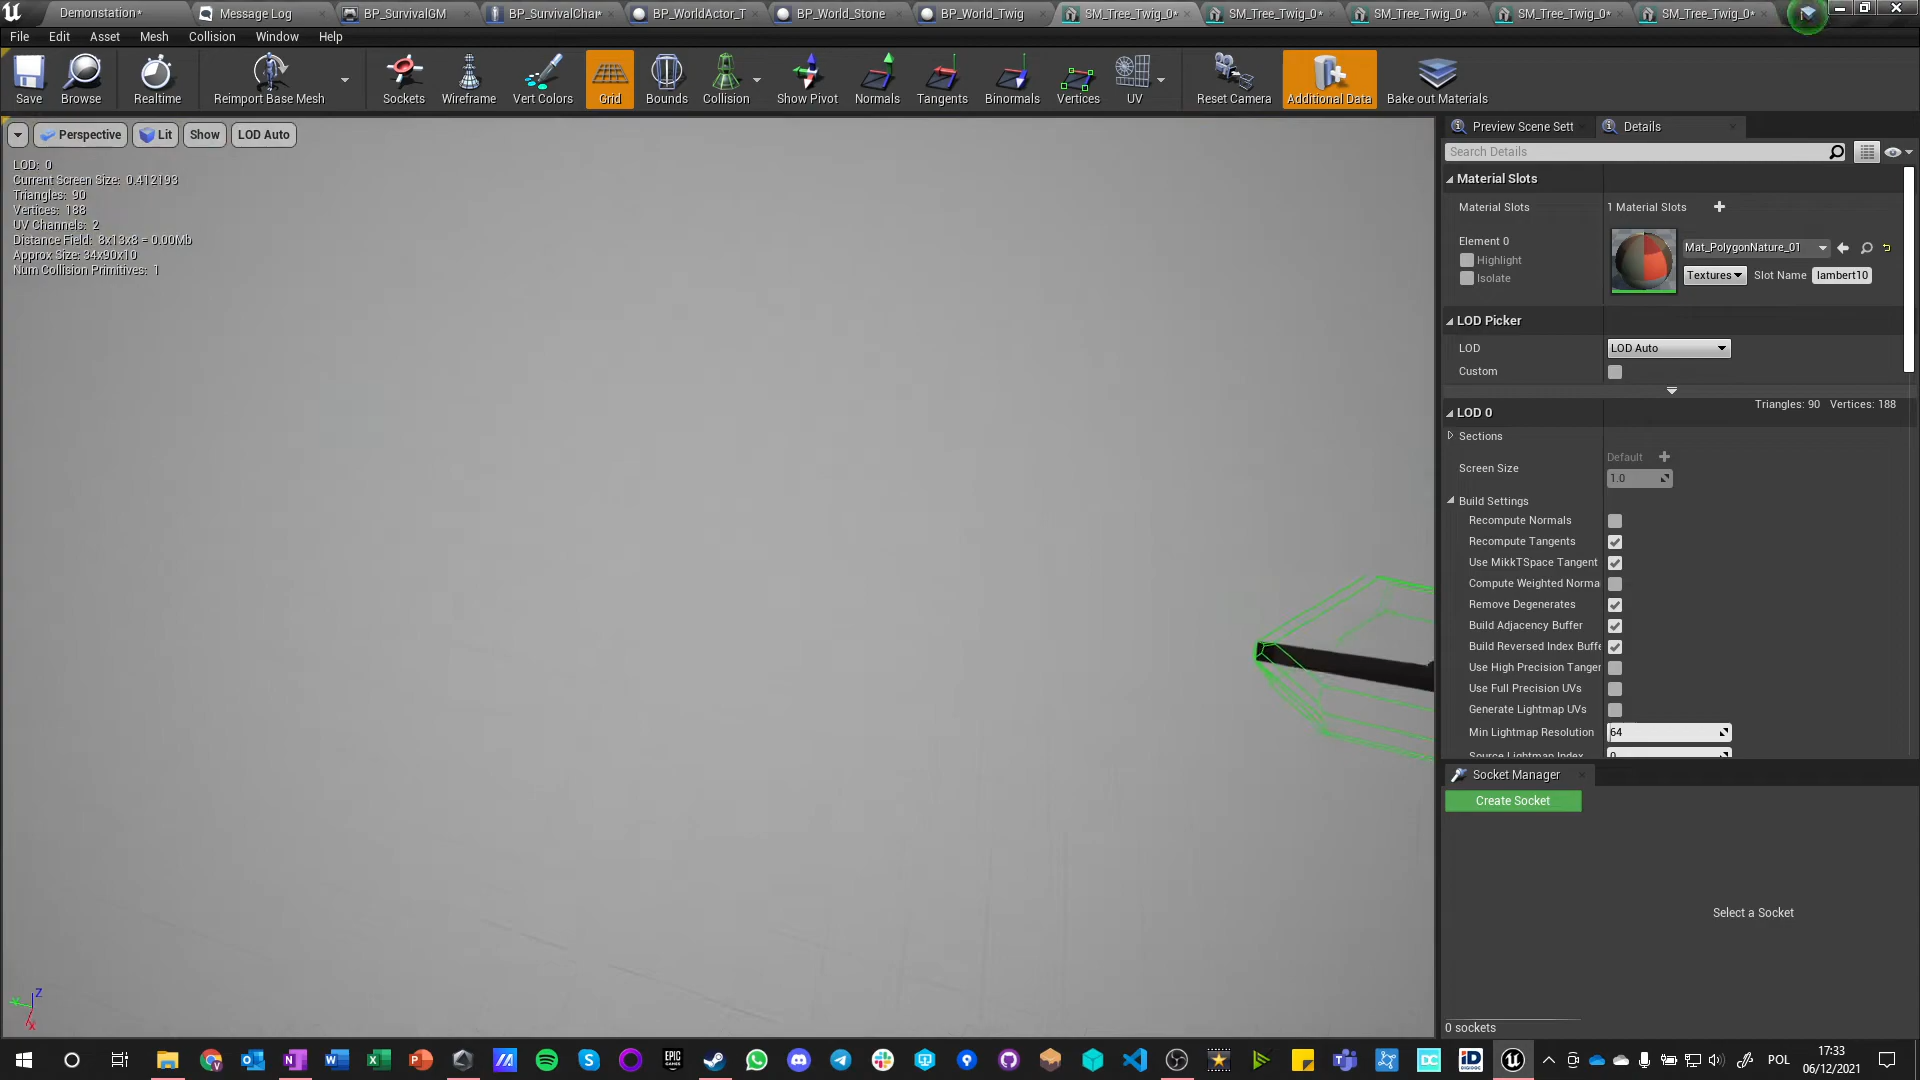 Demonstation*
Message Log
BP_SurvivalGM
BP_SurvivalChar*
BP_WorldActor_T
BP_World_Stone
BP_World_Twig
SM_Tree_Twig_0*
SM_Tree_Twig_0*
SM_Tree_Twig_0*
SM_Tree_Twig_0*
SM_Tree_Twig_0*
File Edit Asset Mesh Collision Window Help
Save
Browse
Realtime
Reimport Base Mesh
Sockets
Wireframe
Vert Colors
Grid
Bounds
Collision
Show Pivot
Normals
Tangents
Binormals
Vertices
UV
Reset Camera
Additional Data
Bake out Materials
Perspective
Lit
Show
LOD Auto
LOD: 0
Current Screen Size: 0.412193
Triangles: 90
Vertices: 188
UV Channels: 2
Distance Field: 8x13x8 = 0.00Mb
Approx Size: 34x90x10
Num Collision Primitives: 1
Preview Scene Sett
Details
Search Details
Material Slots
Material Slots
1 Material Slots
Element 0
Highlight
Isolate
Mat_PolygonNature_01
Textures
Slot Name
lambert10
LOD Picker
LOD
LOD Auto
Custom
LOD 0
Triangles: 90 Vertices: 188
Sections
Screen Size
Default
1.0
Build Settings
Recompute Normals
Recompute Tangents
Use MikkTSpace Tangent
Compute Weighted Norma
Remove Degenerates
Build Adjacency Buffer
Build Reversed Index Buffe
Use High Precision Tanger
Use Full Precision UVs
Generate Lightmap UVs
Min Lightmap Resolution
64
Source Lightmap Index
0
Socket Manager
Create Socket
Select a Socket
0 sockets
Z
X
EPIC
GAMES
DC
iD
POL
17:33
06/12/2021